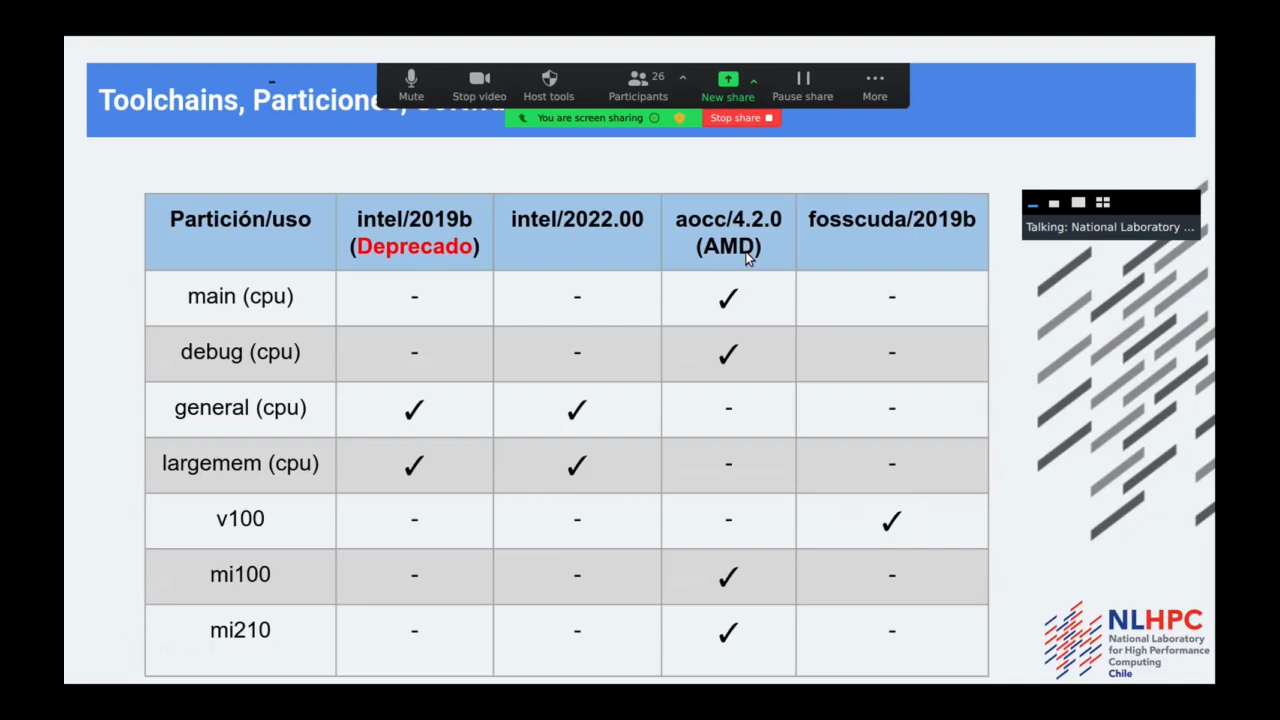 Mute
Stop video
Host tools
Participants
26
New share
Pause share
More
You are screen sharing
Stop share
Toolchains, Particiones,
Talking: National Laboratory ...
Partición/uso
intel/2019b
(Deprecado)
intel/2022.00
aocc/4.2.0
(AMD)
fosscuda/2019b
main (cpu) - - ✓ -
debug (cpu) - - ✓ -
general (cpu) ✓ ✓ - -
largemem (cpu) ✓ ✓ - -
v100 - - - ✓
mi100 - - ✓ -
mi210 - - ✓ -
NLHPC
National Laboratory
for High Performance
Computing
Chile